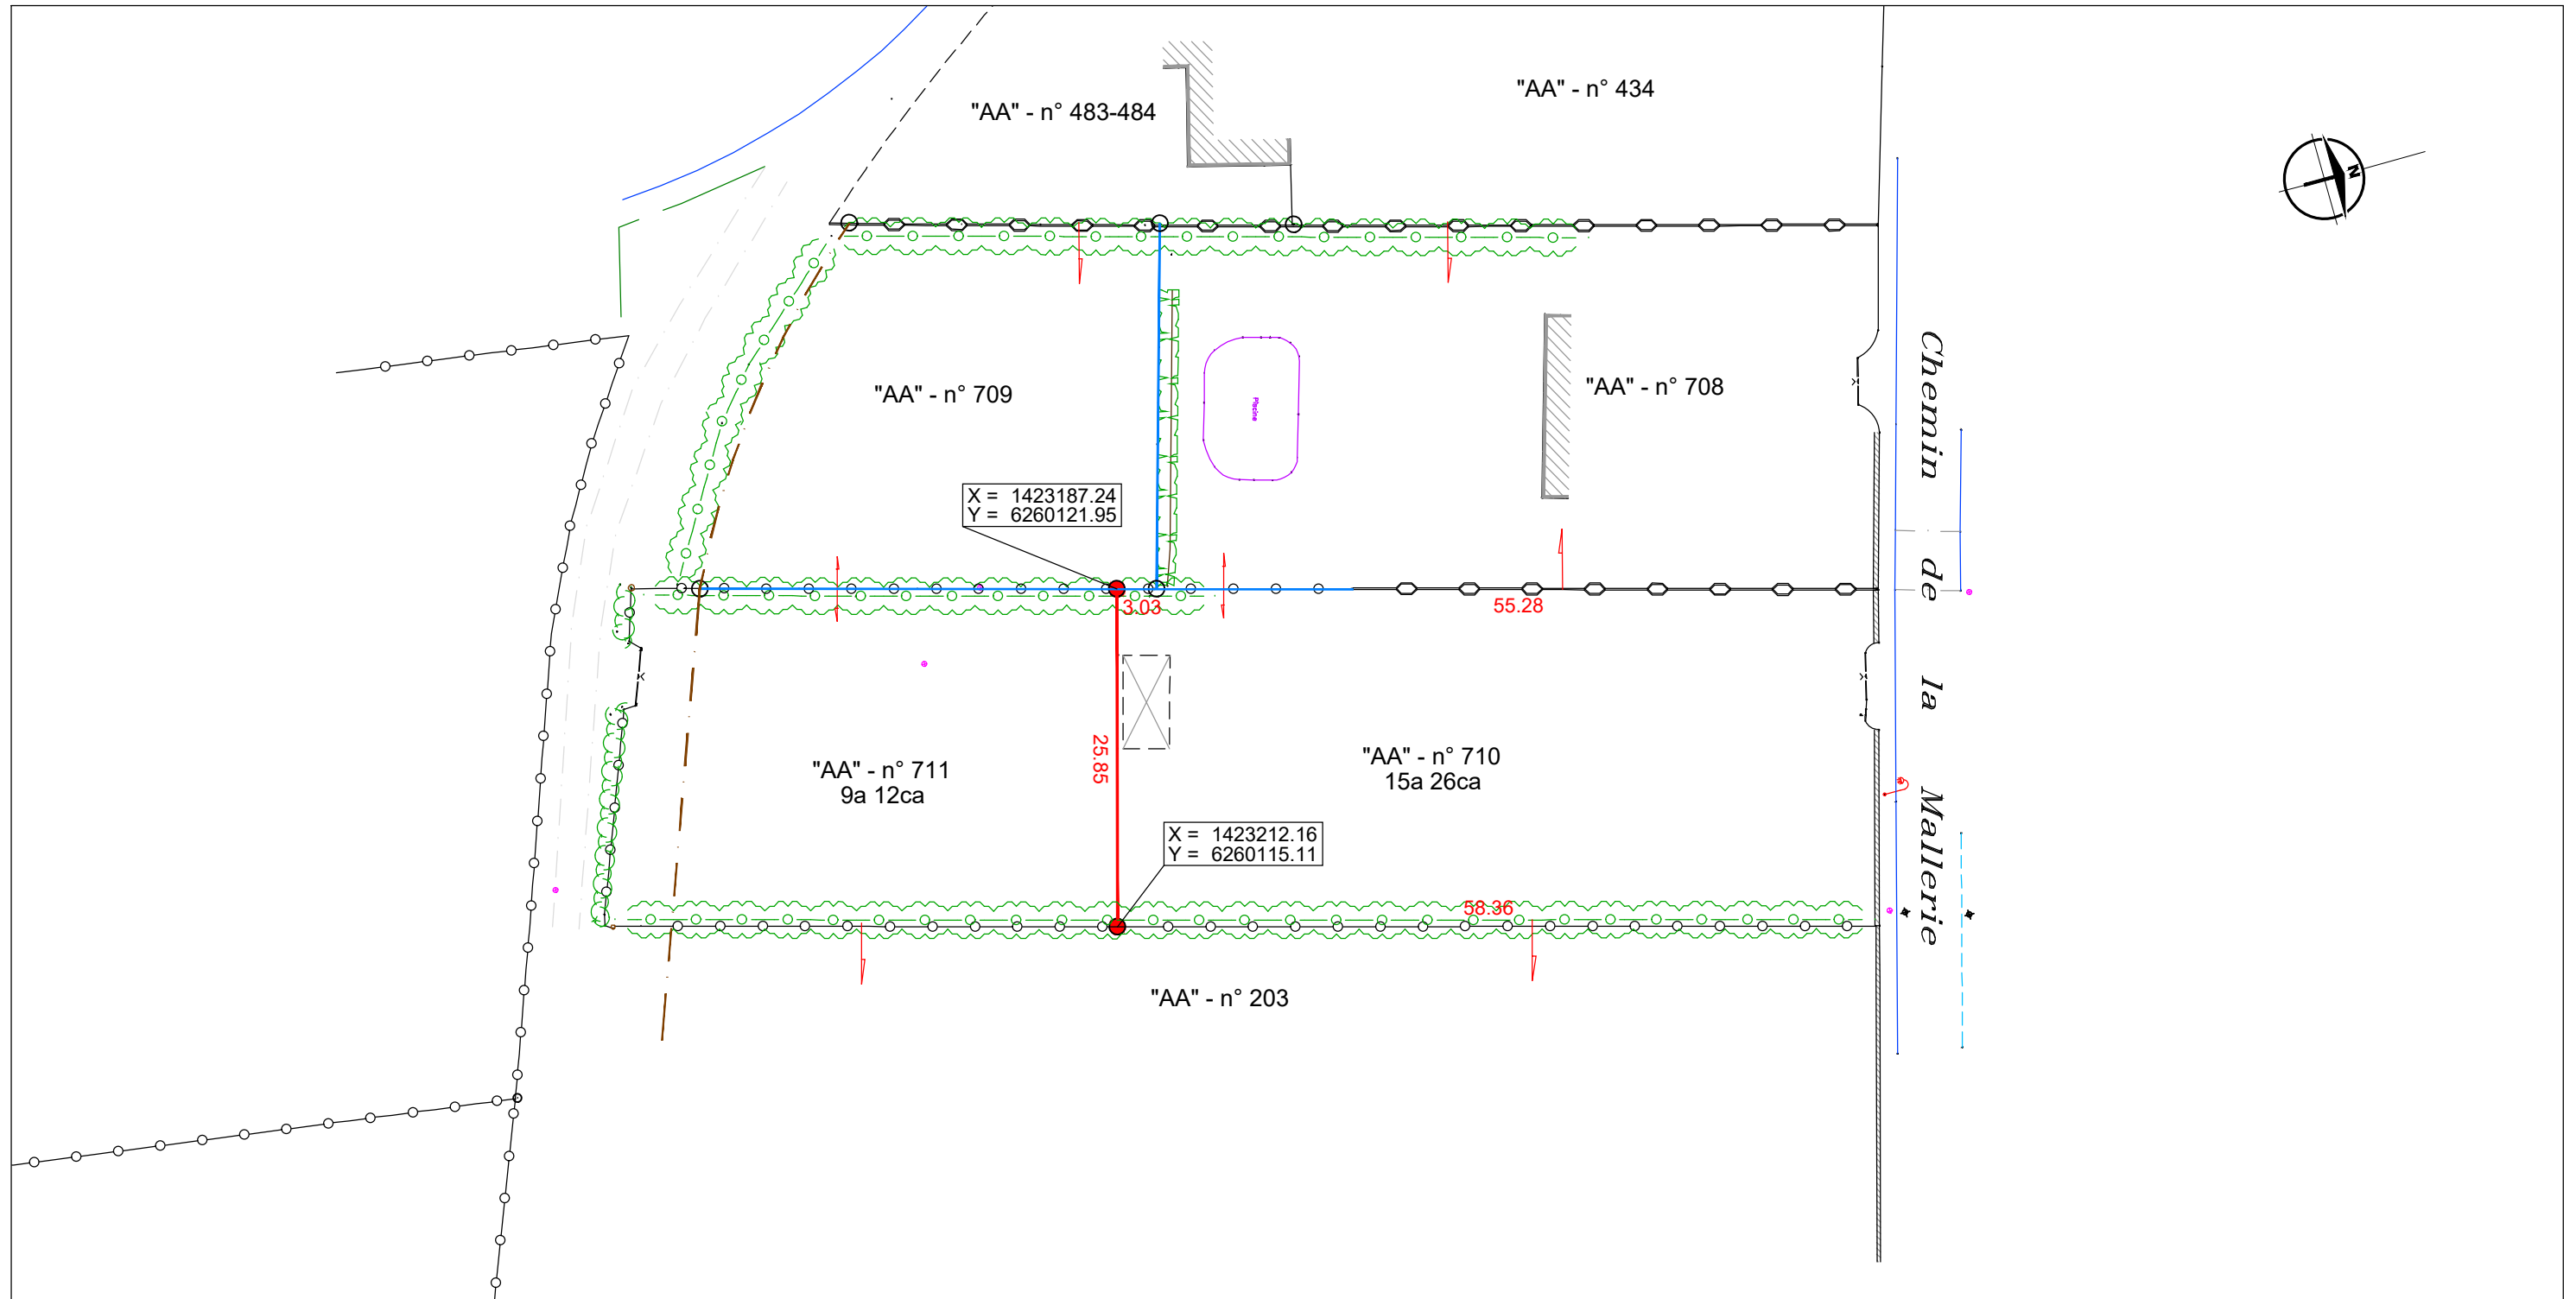 "AA" - n° 483-484
"AA" - n° 434
N
"AA" - n° 709
Piscine
"AA" - n° 708
X = 1423187.24
Y = 6260121.95
3.03
55.28
25.85
"AA" - n° 711
9a 12ca
"AA" - n° 710
15a 26ca
X = 1423212.16
Y = 6260115.11
58.36
"AA" - n° 203
Chemin de la Mallerie